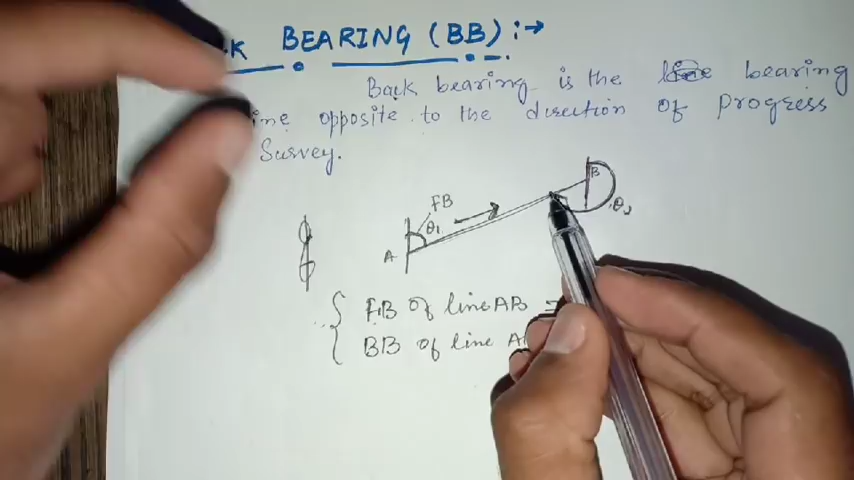 BEARING (BB) :→
Back bearing is the line bearing
opposite to the direction of Progress
Survey.
FB
θ1
B
A
θ2
FB of line AB =
BB of line A